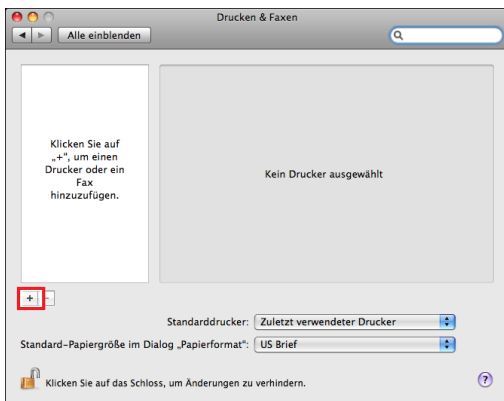 Drucken & Faxen
Alle einblenden
Klicken Sie auf
„+“, um einen
Drucker oder ein
Fax
hinzuzufügen.
Kein Drucker ausgewählt
+ -
Standarddrucker: Zuletzt verwendeter Drucker
Standard-Papiergröße im Dialog „Papierformat“: US Brief
Klicken Sie auf das Schloss, um Änderungen zu verhindern.
?